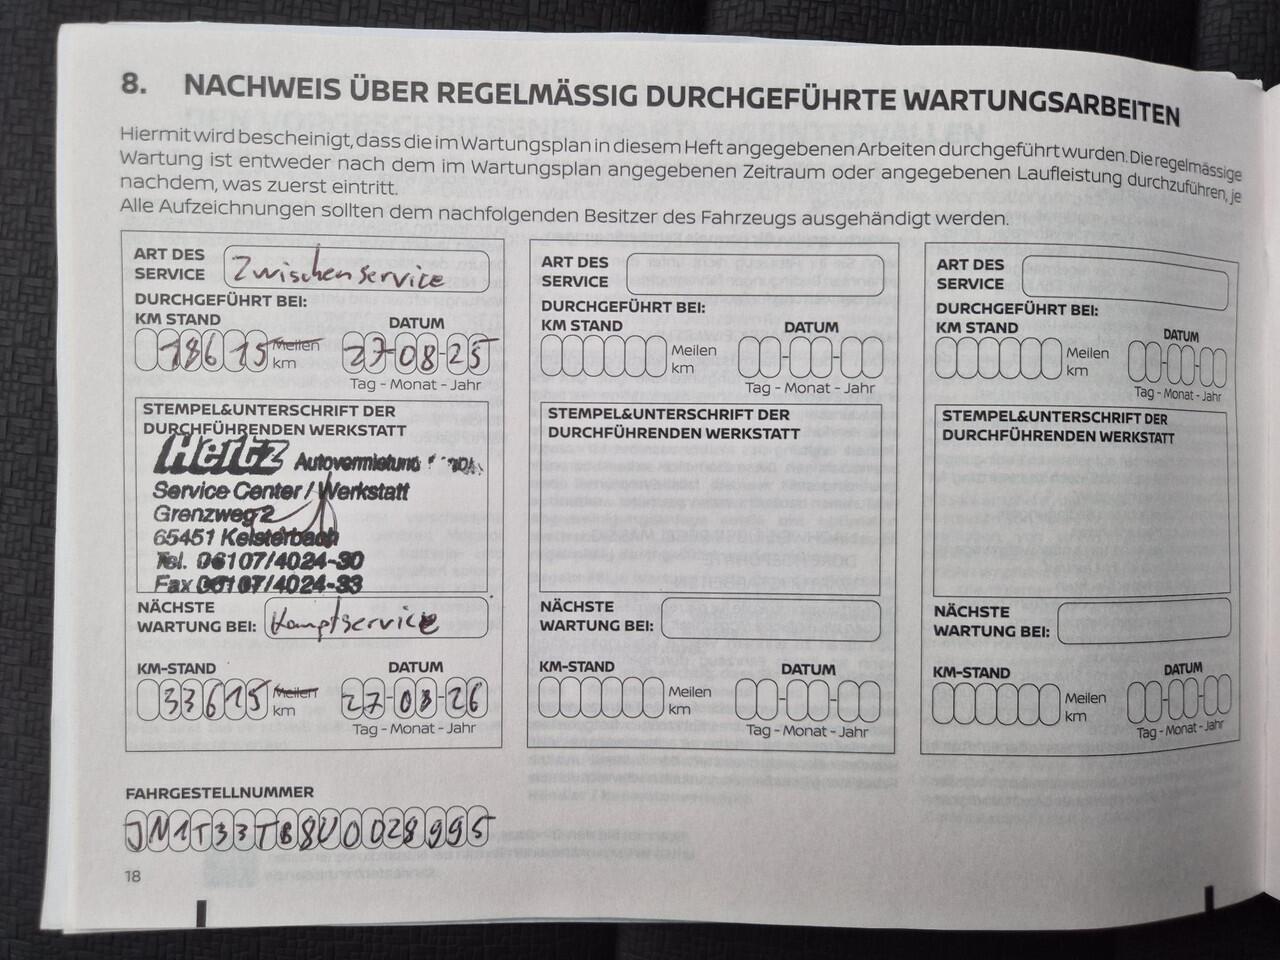 8. NACHWEIS ÜBER REGELMÄSSIG DURCHGEFÜHRTE WARTUNGSARBEITEN
Hiermit wird bescheinigt, dass die im Wartungsplan in diesem Heft angegebenen Arbeiten durchgeführt wurden. Die regelmässige
Wartung ist entweder nach dem im Wartungsplan angegebenen Zeitraum oder angegebenen Laufleistung durchzuführen, je
nachdem, was zuerst eintritt.
Alle Aufzeichnungen sollten dem nachfolgenden Besitzer des Fahrzeugs ausgehändigt werden.
ART DES
SERVICE
Zwischenservice
DURCHGEFÜHRT BEI:
KM STAND
DATUM
18615
Meilen
km
27-08-25
Tag - Monat - Jahr
STEMPEL&UNTERSCHRIFT DER
DURCHFÜHRENDEN WERKSTATT
Hertz Autovermietung
Service Center / Werkstatt
Grenzweg 2
65451 Kelsterbach
Tel. 06107/4024-30
Fax 06107/4024-33
NÄCHSTE
WARTUNG BEI:
Hauptservice
KM-STAND
DATUM
33615
Meilen
km
27-08-26
Tag - Monat - Jahr
FAHRGESTELLNUMMER
JN1T33TB8U0028995
18
ART DES
SERVICE
DURCHGEFÜHRT BEI:
KM STAND
DATUM
Meilen
km
Tag - Monat - Jahr
STEMPEL&UNTERSCHRIFT DER
DURCHFÜHRENDEN WERKSTATT
NÄCHSTE
WARTUNG BEI:
KM-STAND
DATUM
Meilen
km
Tag - Monat - Jahr
ART DES
SERVICE
DURCHGEFÜHRT BEI:
KM STAND
DATUM
Meilen
km
Tag - Monat - Jahr
STEMPEL&UNTERSCHRIFT DER
DURCHFÜHRENDEN WERKSTATT
NÄCHSTE
WARTUNG BEI:
KM-STAND
DATUM
Meilen
km
Tag - Monat - Jahr